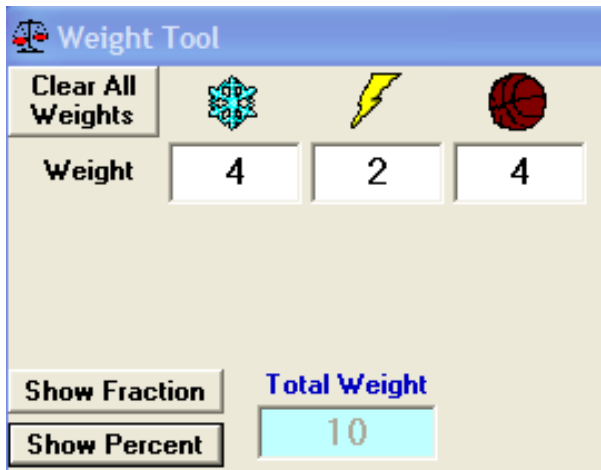 Weight Tool
Clear All
Weights
Weight 4 2 4
Show Fraction
Total Weight
Show Percent
10